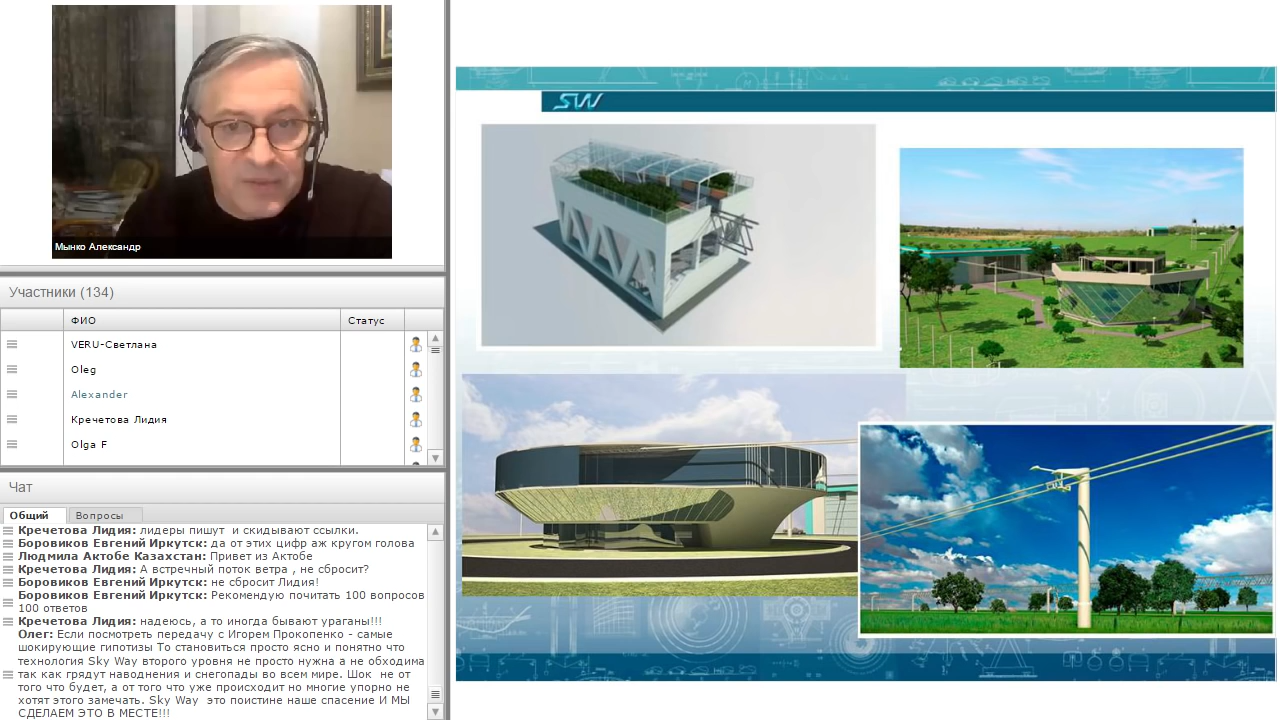 Мынко Александр
SW
Участники (134)
ФИО
Статус
VERU-Светлана
Oleg
Alexander
Кречетова Лидия
Olga F
Чат
Общий
Вопросы
Кречетова Лидия: лидеры пишут и скидывают ссылки.
Боровиков Евгений Иркутск: да от этих цифр аж кругом голова
Людмила Актобе Казахстан: Привет из Актобе
Кречетова Лидия: А встречный поток ветра , не сбросит?
Боровиков Евгений Иркутск: не сбросит Лидия!
Боровиков Евгений Иркутск: Рекомендую почитать 100 вопросов
100 ответов
Кречетова Лидия: надеюсь, а то иногда бывают ураганы!!!
Олег: Если посмотреть передачу с Игорем Прокопенко - самые
шокирующие гипотизы То становиться просто ясно и понятно что
технология Sky Way второго уровня не просто нужна а не обходима
так как грядут наводнения и снегопады во всем мире. Шок не от
того что будет, а от того что уже происходит но многие упорно не
хотят этого замечать. Sky Way это поистине наше спасение И МЫ
СДЕЛАЕМ ЭТО В МЕСТЕ!!!